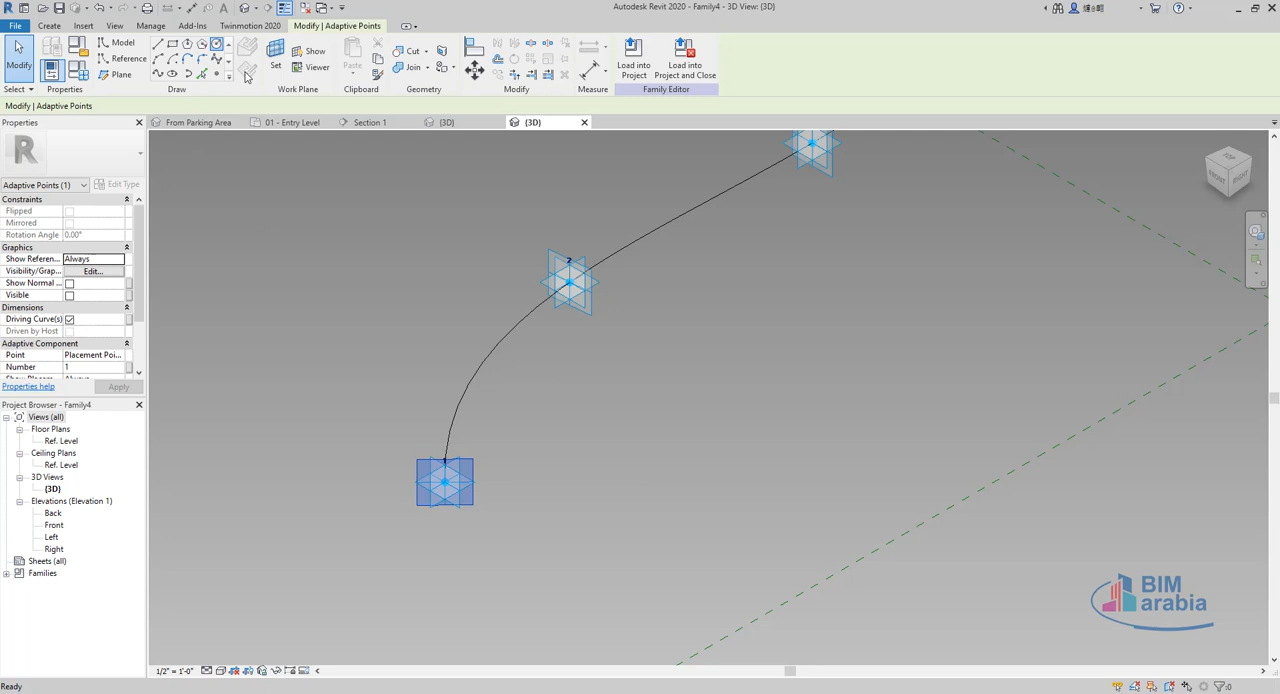 Autodesk Revit 2020 - Family4 - 3D View: {3D}
File Create Insert View Manage Add-Ins Twinmotion 2020 Modify | Adaptive Points
Modify
Model
Reference
Plane
Set
Show
Viewer
Paste
Cut
Join
Load into Project
Load into Project and Close
Select Properties Draw Work Plane Clipboard Geometry Modify Measure Family Editor
Modify | Adaptive Points
Properties
From Parking Area
01 - Entry Level
Section 1
{3D}
{3D}
R
Adaptive Points (1)
Edit Type
Constraints
Flipped
Mirrored
Rotation Angle 0.00°
Graphics
Show Referen... Always
Visibility/Grap... Edit...
Show Normal ...
Visible
Dimensions
Driving Curve(s)
Driven by Host
Adaptive Component
Point Placement Poi...
Number 1
Properties help
Apply
Project Browser - Family4
Views (all)
Floor Plans
Ref. Level
Ceiling Plans
Ref. Level
3D Views
{3D}
Elevations (Elevation 1)
Back
Front
Left
Right
Sheets (all)
Families
2
TOP
FRONT
RIGHT
BIM
arabia
1/2" = 1'-0"
Ready
:0